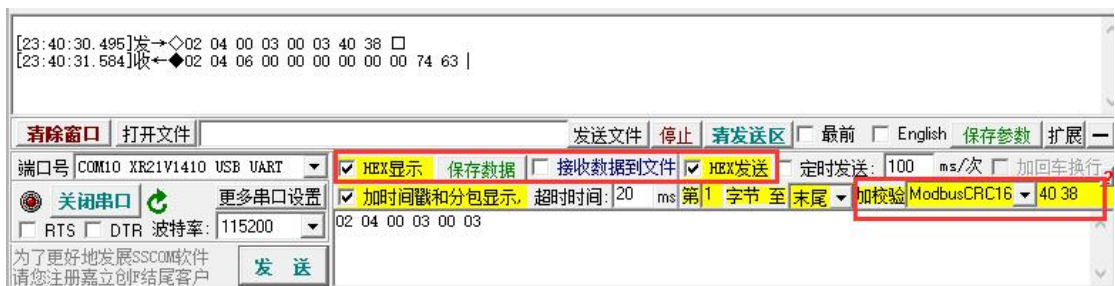 [23:40:30.495]发→◇02 04 00 03 00 03 40 38 □
[23:40:31.584]收←◆02 04 06 00 00 00 00 00 00 74 63
清除窗口 打开文件 发送文件 停止 清发送区 最前 English 保存参数 扩展 —
端口号 COM10 XR21V1410 USB UART HEX显示 保存数据 接收数据到文件 HEX发送 定时发送: 100 ms/次 加回车换行
关闭串口 更多串口设置 加时间戳和分包显示, 超时时间: 20 ms 第1 字节 至 末尾 加校验 ModbusCRC16 40 38
RTS DTR 波特率: 115200 02 04 00 03 00 03
为了更好地发展SSCOM软件
请您注册嘉立创F结尾客户 发 送